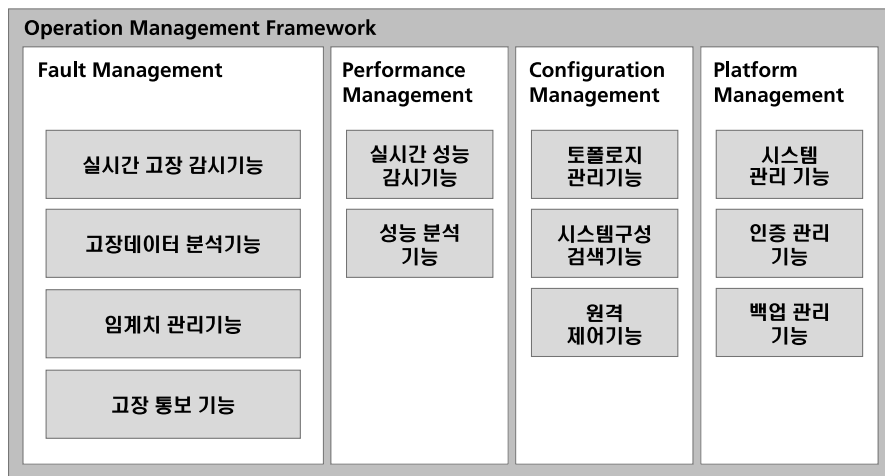 Operation Management Framework
Fault Management
실시간 고장 감시기능
고장데이터 분석기능
임계치 관리기능
고장 통보 기능
Performance
Management
실시간 성능
감시기능
성능 분석
기능
Configuration
Management
토폴로지
관리기능
시스템구성
검색기능
원격
제어기능
Platform
Management
시스템
관리 기능
인증 관리
기능
백업 관리
기능